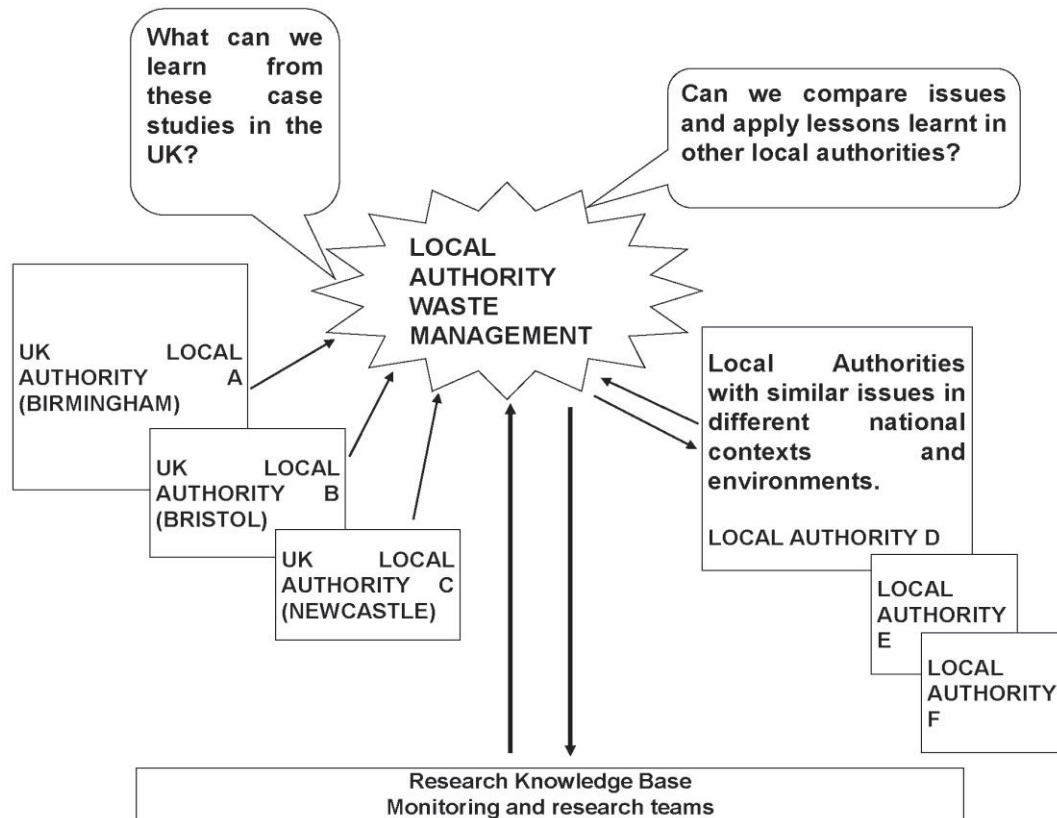 What can we
learn from
these case
studies in the
UK?
Can we compare issues
and apply lessons learnt in
other local authorities?
LOCAL
AUTHORITY
WASTE
MANAGEMENT
UK LOCAL
AUTHORITY A
(BIRMINGHAM)
UK LOCAL
AUTHORITY B
(BRISTOL)
UK LOCAL
AUTHORITY C
(NEWCASTLE)
Local Authorities
with similar issues in
different national
contexts and
environments.
LOCAL AUTHORITY D
LOCAL
AUTHORITY
E
LOCAL
AUTHORITY
F
Research Knowledge Base
Monitoring and research teams